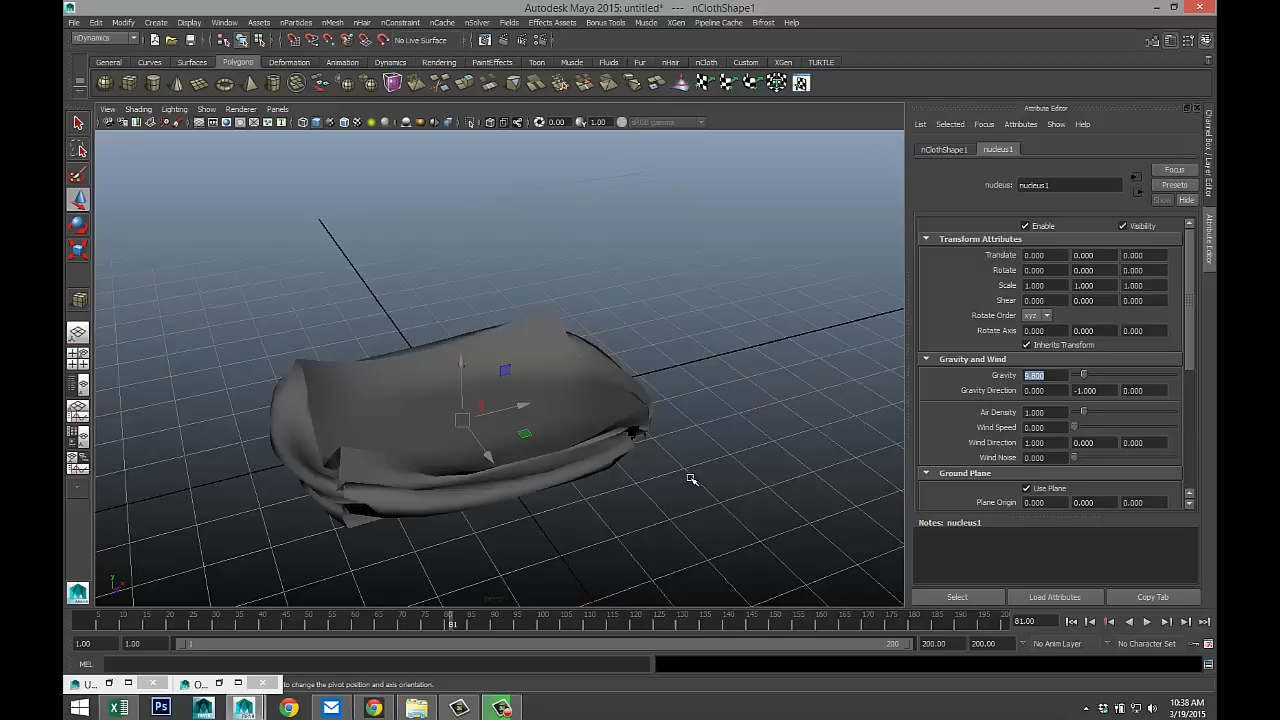 Autodesk Maya 2015: untitled* --- nClothShape1
File Edit Modify Create Display Window Assets nParticles nMesh nHair nConstraint nCache nSolver Fields Effects Assets Bonus Tools Muscle XGen Pipeline Cache Bifrost Help
nDynamics No Live Surface
General Curves Surfaces Polygons Deformation Animation Dynamics Rendering PaintEffects Toon Muscle Fluids Fur nHair nCloth Custom XGen TURTLE
View Shading Lighting Show Renderer Panels
0.00 1.00 sRGB gamma
Attribute Editor
List Selected Focus Attributes Show Help
nClothShape1 nucleus1
Focus
nucleus: nucleus1 Presets
Show Hide
Enable Visibility
Transform Attributes
Translate 0.000 0.000 0.000
Rotate 0.000 0.000 0.000
Scale 1.000 1.000 1.000
Shear 0.000 0.000 0.000
Rotate Order xyz
Rotate Axis 0.000 0.000 0.000
Inherits Transform
Gravity and Wind
Gravity 9.800
Gravity Direction 0.000 -1.000 0.000
Air Density 1.000
Wind Speed 0.000
Wind Direction 1.000 0.000 0.000
Wind Noise 0.000
Ground Plane
Use Plane
Plane Origin 0.000 0.000 0.000
Notes: nucleus1
Select Load Attributes Copy Tab
Channel Box / Layer Editor
Attribute Editor
5 10 15 20 25 30 35 40 45 50 55 60 65 70 75 80 85 90 95 100 105 110 115 120 125 130 135 140 145 150 155 160 165 170 175 180 185 190 195 200
81
81.00
1.00 1.00 1 200 200.00 200.00 No Anim Layer No Character Set
MEL
U... O... to change the pivot position and axis orientation.
10:38 AM
3/19/2015